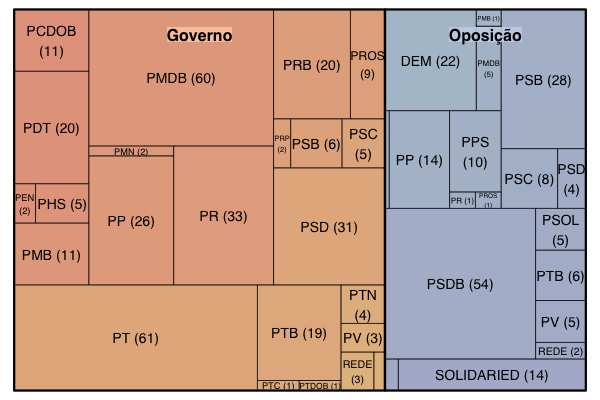 Governo
PCDOB
(11)
PDT (20)
PEN
(2)
PHS (5)
PMB (11)
PMDB (60)
PMN (2)
PP (26)
PR (33)
PRB (20)
PROS
(9)
PRP
(2)
PSB (6)
PSC
(5)
PSD (31)
PT (61)
PTB (19)
PTC (1)
PTDOB (1)
PTN
(4)
PV (3)
REDE
(3)
Oposição
DEM (22)
PMB (1)
PMDB
(5)
PSB (28)
PP (14)
PPS
(10)
PR (1)
PROS
(1)
PSC (8)
PSD
(4)
PSDB (54)
PSOL
(5)
PTB (6)
PV (5)
REDE (2)
SOLIDARIED (14)